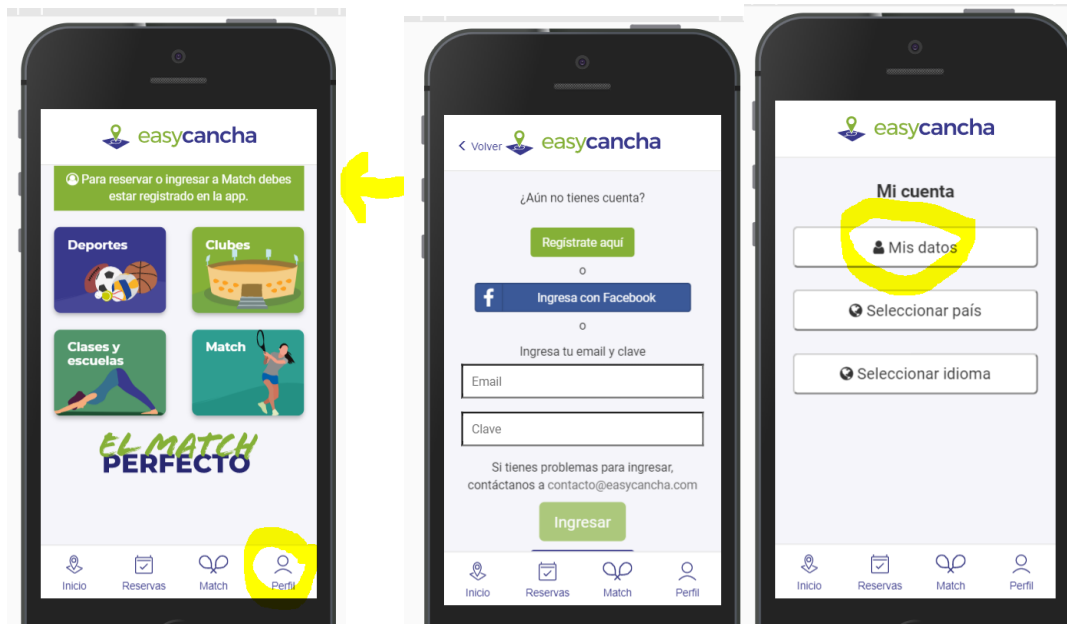 easycancha
Para reservar o ingresar a Match debes
estar registrado en la app.
Deportes
Clubes
Clases y
escuelas
Match
EL MATCH
PERFECTO
Inicio
Reservas
Match
Perfil
Volver
easycancha
¿Aún no tienes cuenta?
Regístrate aquí
o
f
Ingresa con Facebook
o
Ingresa tu email y clave
Email
Clave
Si tienes problemas para ingresar,
contáctanos a contacto@easycancha.com
Ingresar
Inicio
Reservas
Match
Perfil
easycancha
Mi cuenta
Mis datos
Seleccionar país
Seleccionar idioma
Inicio
Reservas
Match
Perfil